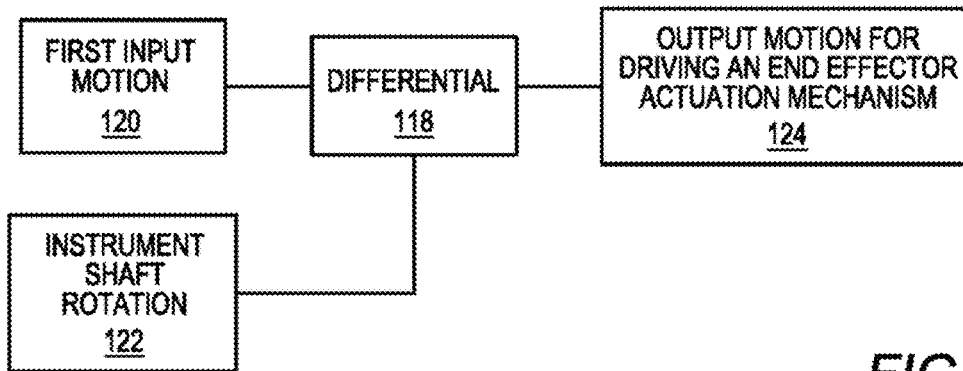 FIRST INPUT
MOTION
120
DIFFERENTIAL
118
OUTPUT MOTION FOR
DRIVING AN END EFFECTOR
ACTUATION MECHANISM
124
INSTRUMENT
SHAFT
ROTATION
122
FIG